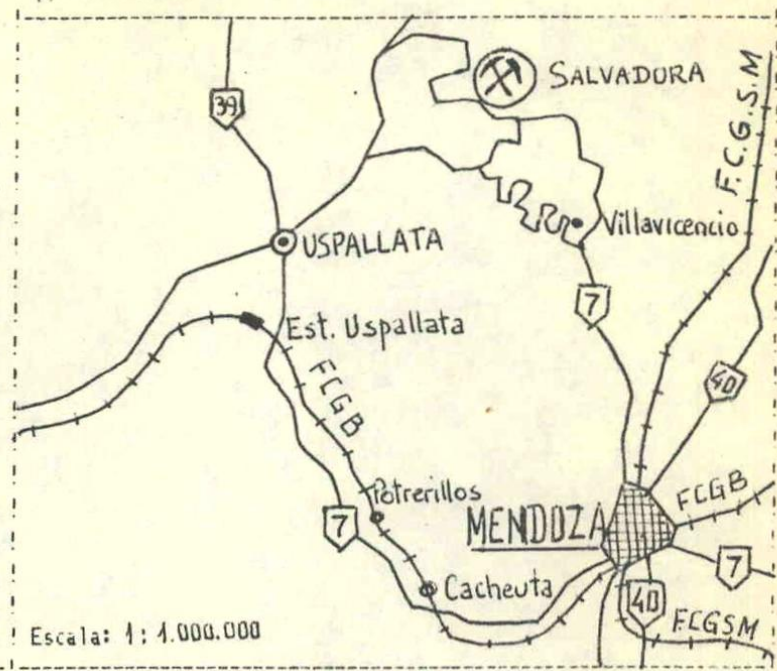 SALVADORA
F.C.G.S.M
39
USPALLATA
Villavicencio
7
Est. Uspallata
FCGB
40
Potrerillos
MENDOZA
FCGB
7
7
Cacheuta
40
FCGSM
Escala: 1: 1.000.000